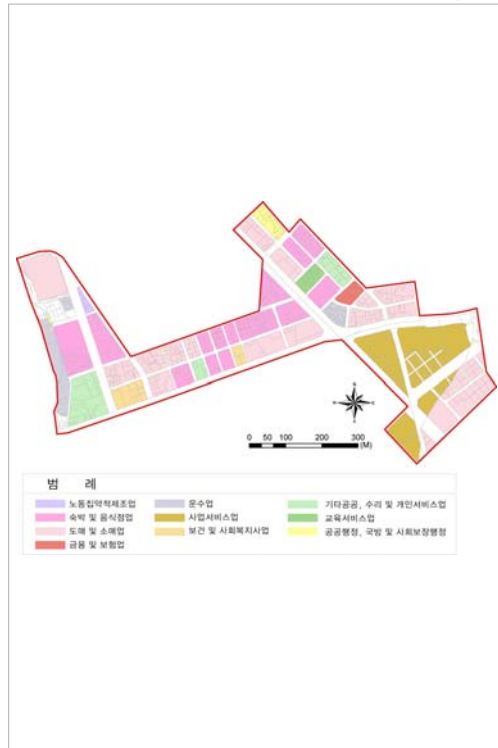 0 50 100 200 300
(M)
범 례
노동집약적제조업
숙박 및 음식점업
도매 및 소매업
금융 및 보험업
운수업
사업서비스업
보건 및 사회복지사업
기타공공, 수리 및 개인서비스업
교육서비스업
공공행정, 국방 및 사회보장행정